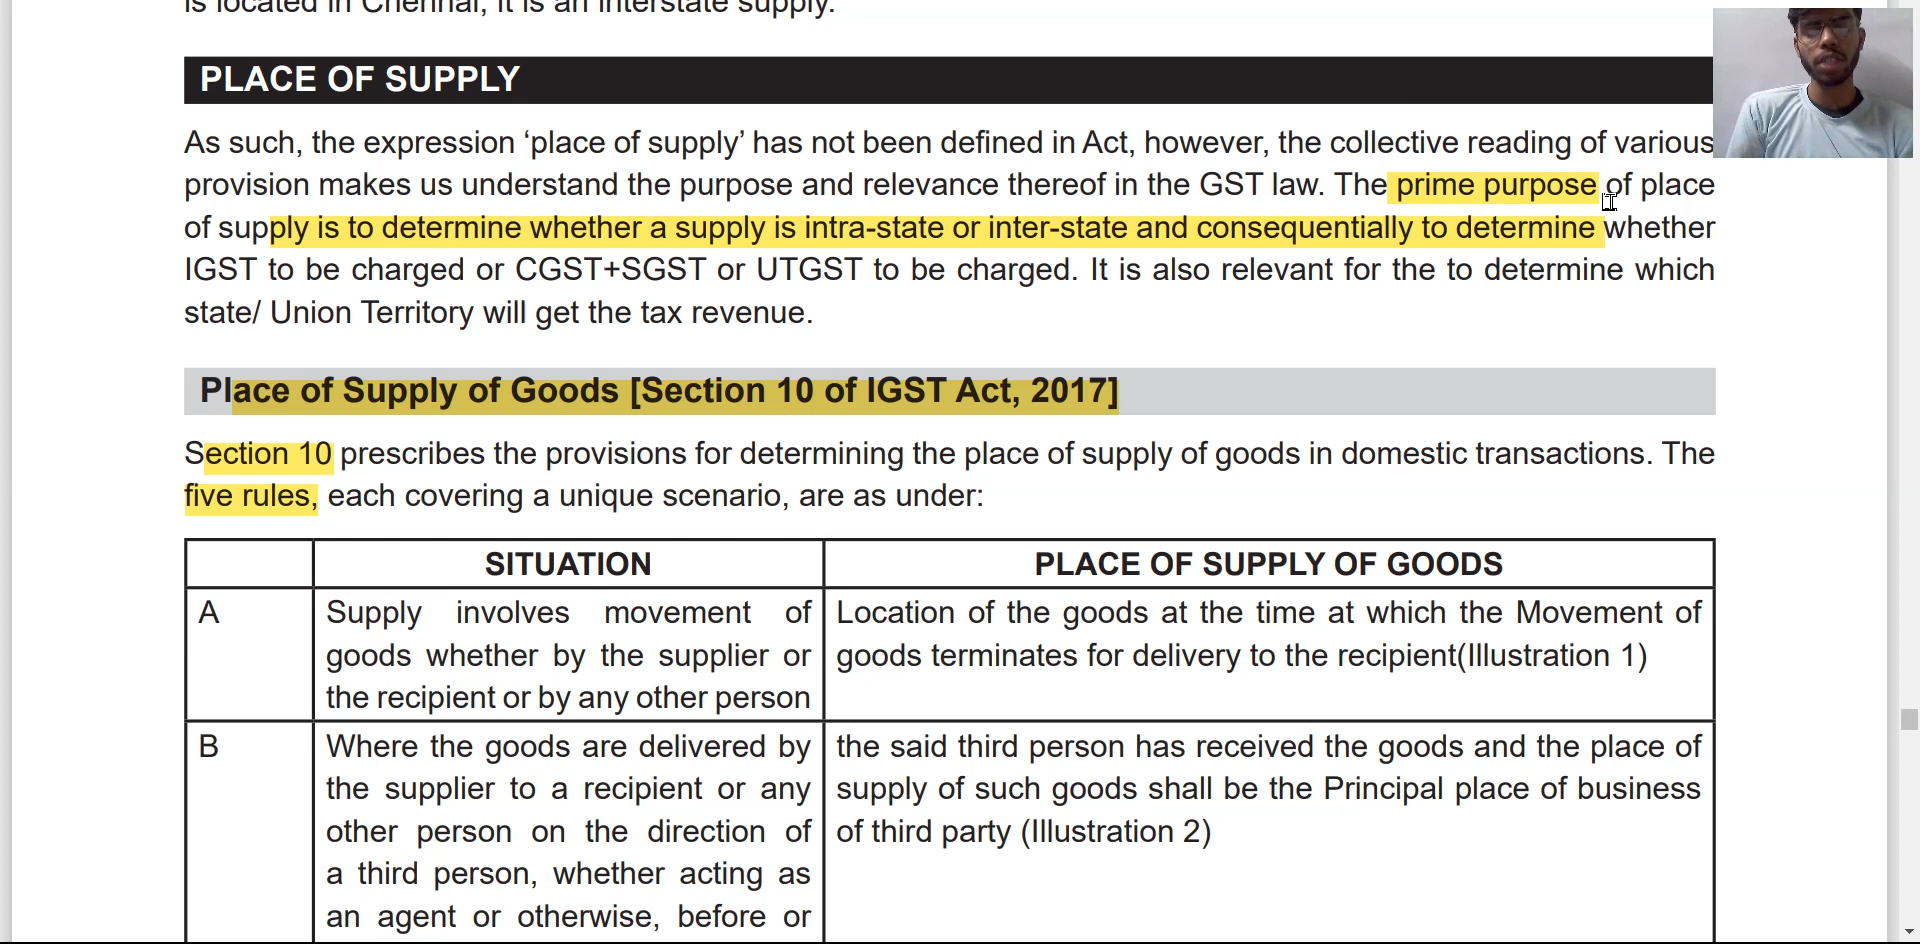 is located in Chennai, it is an interstate supply.
PLACE OF SUPPLY
As such, the expression ‘place of supply’ has not been defined in Act, however, the collective reading of various
provision makes us understand the purpose and relevance thereof in the GST law. The prime purpose of place
of supply is to determine whether a supply is intra-state or inter-state and consequentially to determine whether
IGST to be charged or CGST+SGST or UTGST to be charged. It is also relevant for the to determine which
state/ Union Territory will get the tax revenue.
Place of Supply of Goods [Section 10 of IGST Act, 2017]
Section 10 prescribes the provisions for determining the place of supply of goods in domestic transactions. The
five rules, each covering a unique scenario, are as under:
SITUATION
PLACE OF SUPPLY OF GOODS
A
Supply involves movement of
goods whether by the supplier or
the recipient or by any other person
Location of the goods at the time at which the Movement of
goods terminates for delivery to the recipient(Illustration 1)
B
Where the goods are delivered by
the supplier to a recipient or any
other person on the direction of
a third person, whether acting as
an agent or otherwise, before or
the said third person has received the goods and the place of
supply of such goods shall be the Principal place of business
of third party (Illustration 2)